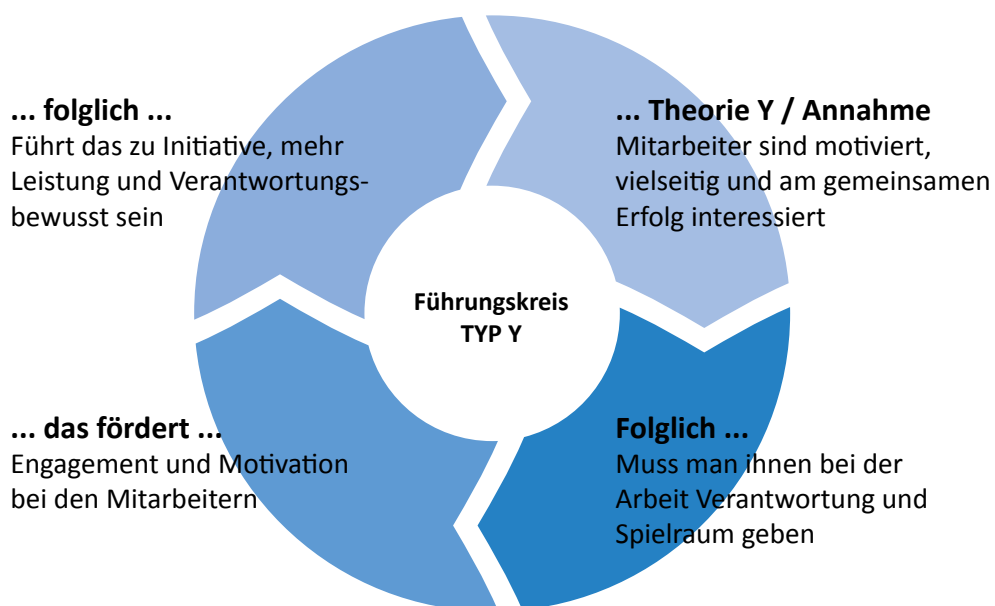 ... folglich ...
Führt das zu Initiative, mehr
Leistung und Verantwortungs-
bewusst sein
... Theorie Y / Annahme
Mitarbeiter sind motiviert,
vielseitig und am gemeinsamen
Erfolg interessiert
Führungskreis
TYP Y
... das fördert ...
Engagement und Motivation
bei den Mitarbeitern
Folglich ...
Muss man ihnen bei der
Arbeit Verantwortung und
Spielraum geben